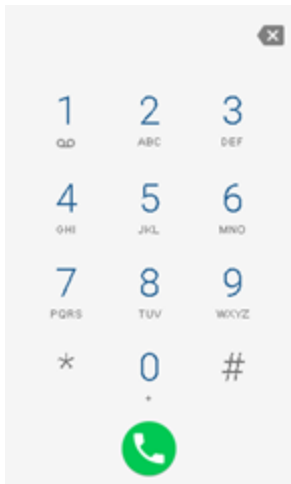 1 2 3
ABC DEF
4 5 6
GHI JKL MNO
7 8 9
PQRS TUV WXYZ
* 0 #
+